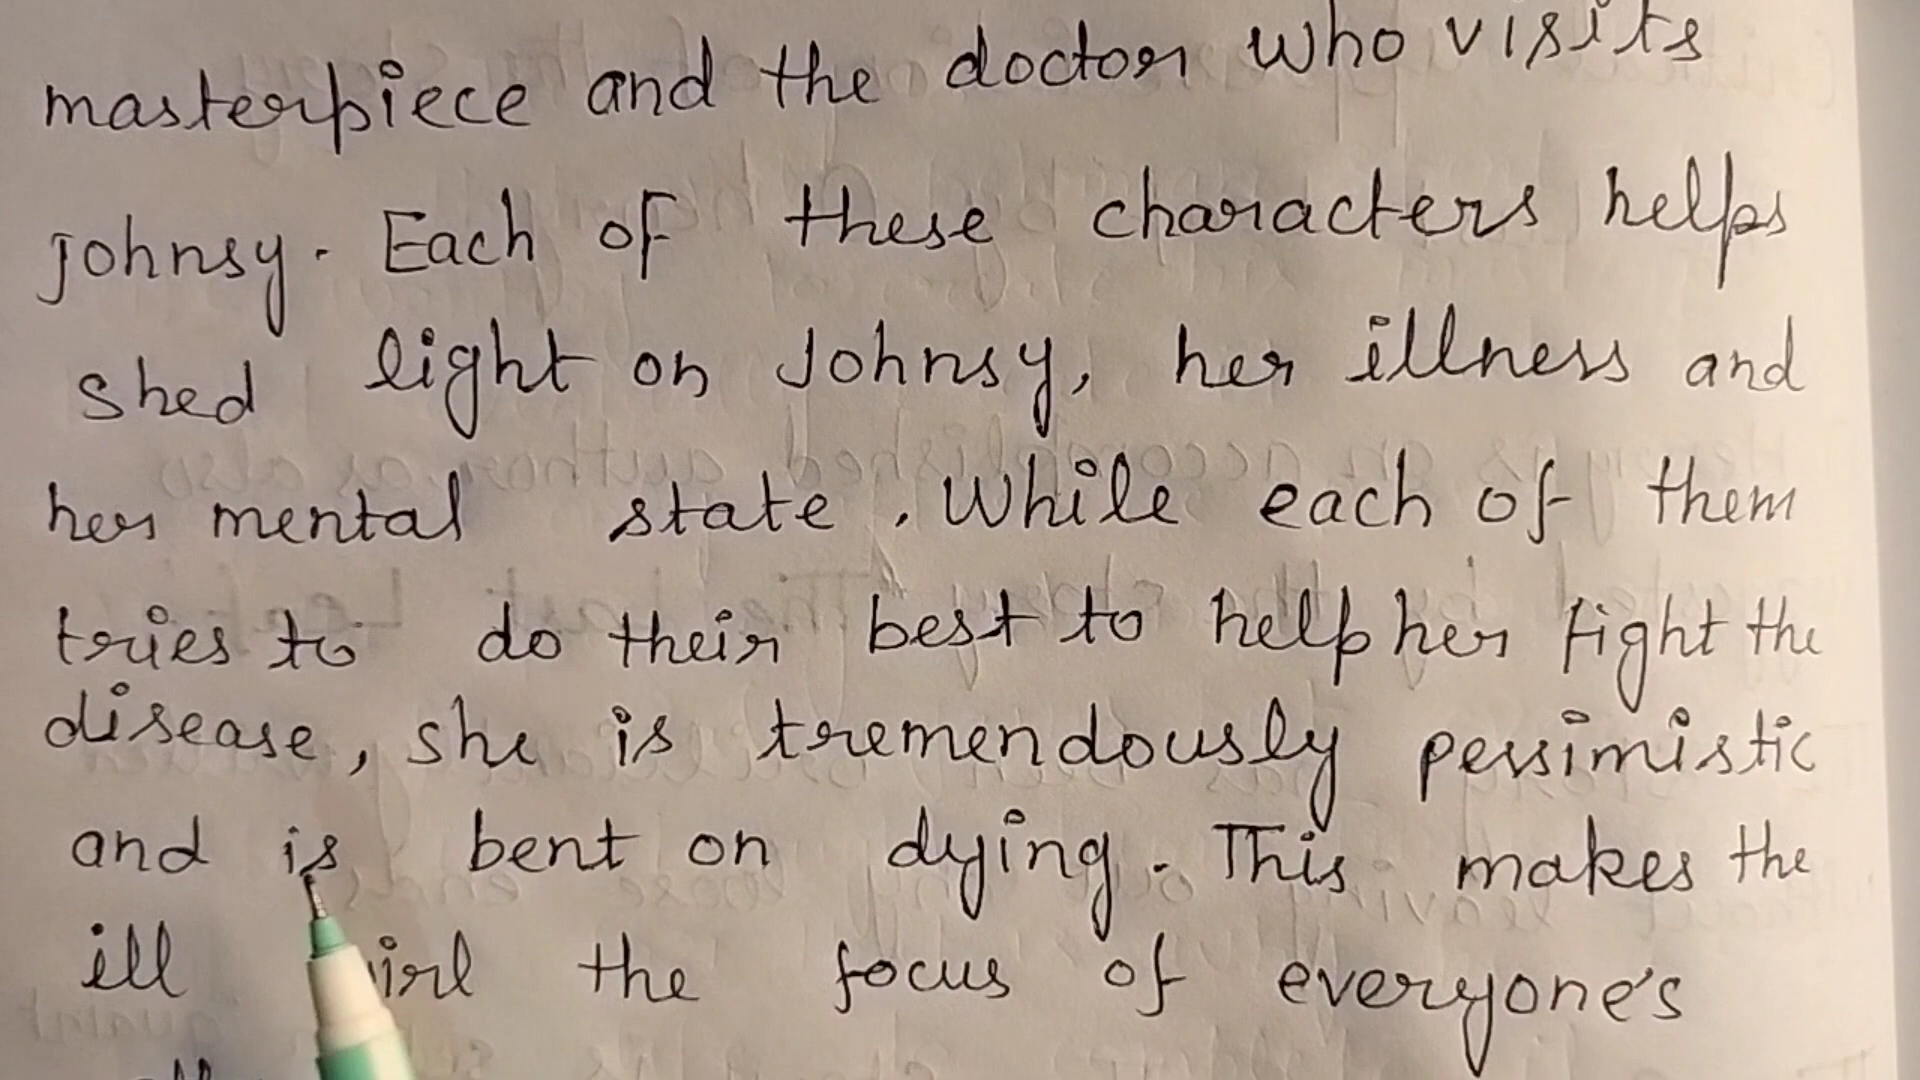 masterpiece and the doctor who visits
Johnsy. Each of these characters helps
shed light on Johnsy, her illness and
her mental state. While each of them
tries to do their best to help her fight the
disease, she is tremendously pessimistic
and is bent on dying. This makes the
ill the focus of everyone's